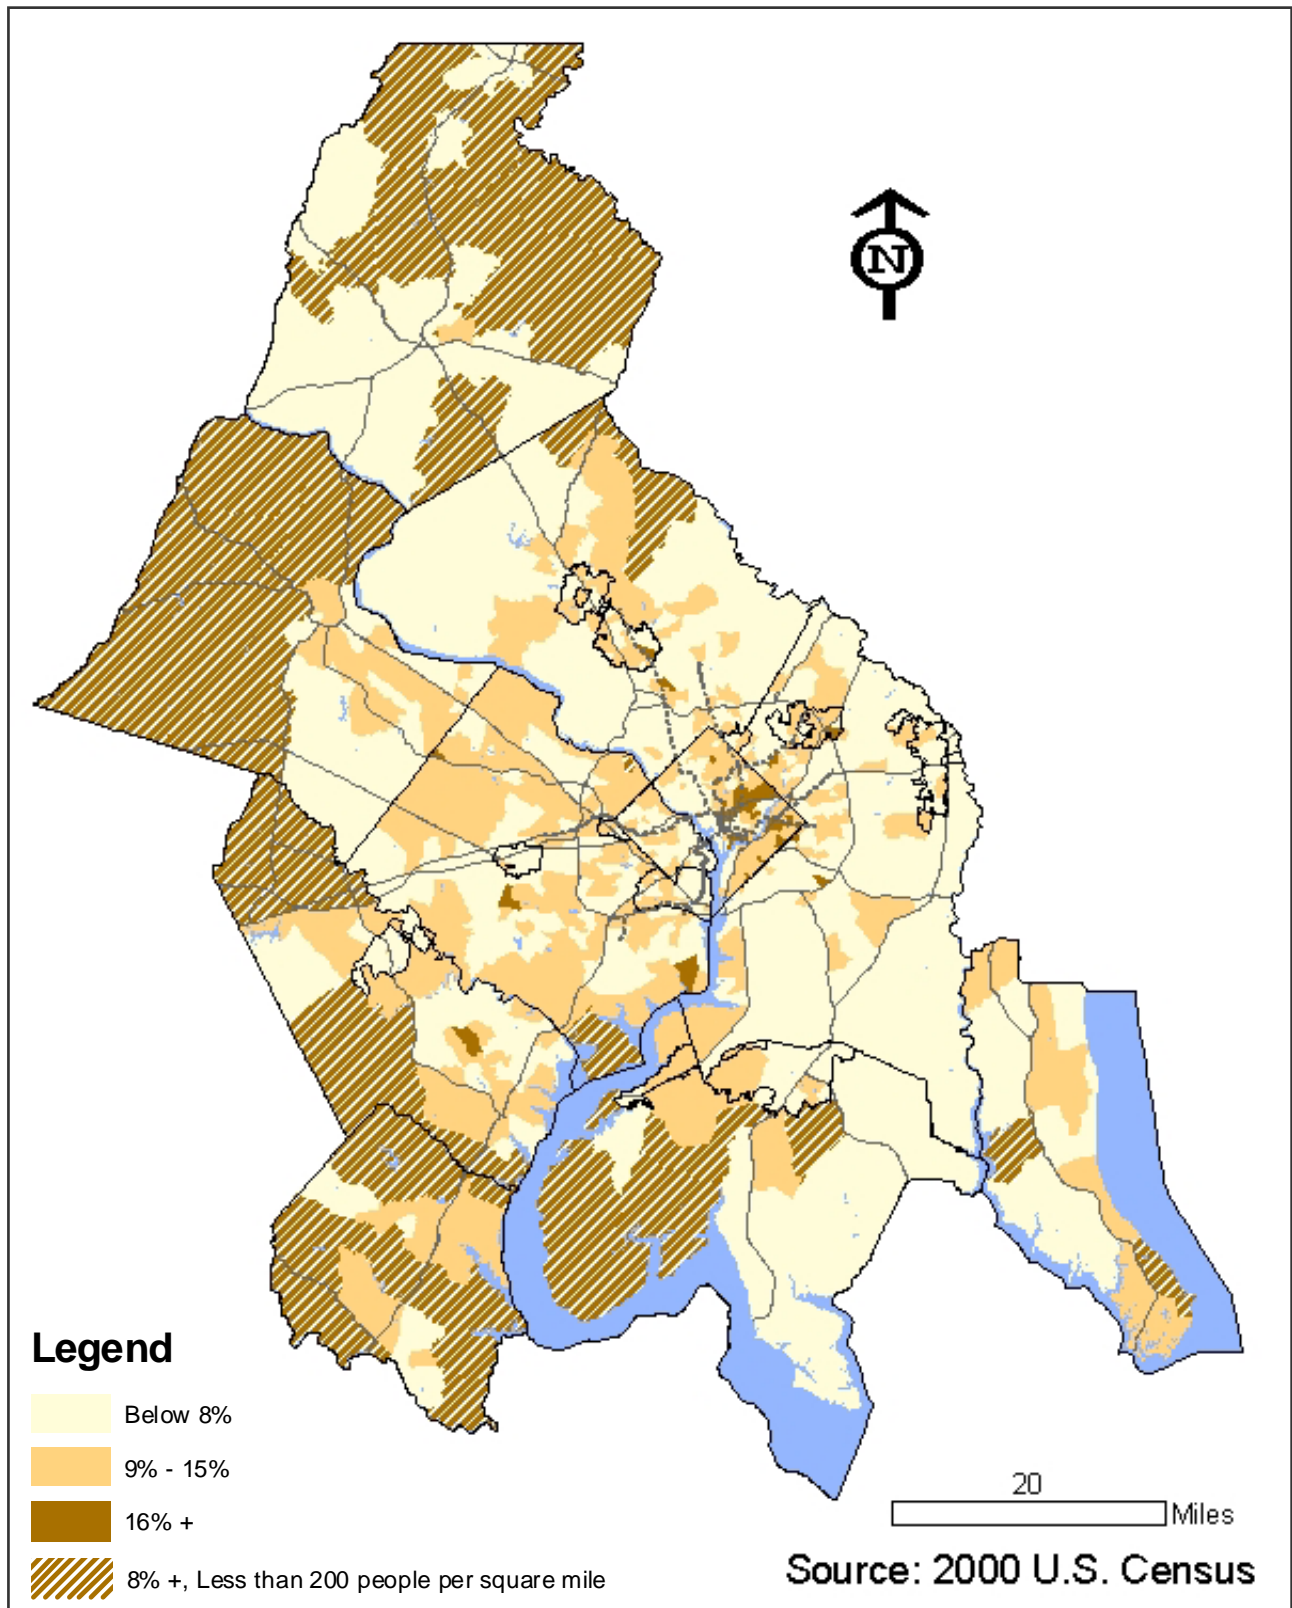 N
Legend
Below 8%
9% - 15%
16% +
8% +, Less than 200 people per square mile
20
Miles
Source: 2000 U.S. Census